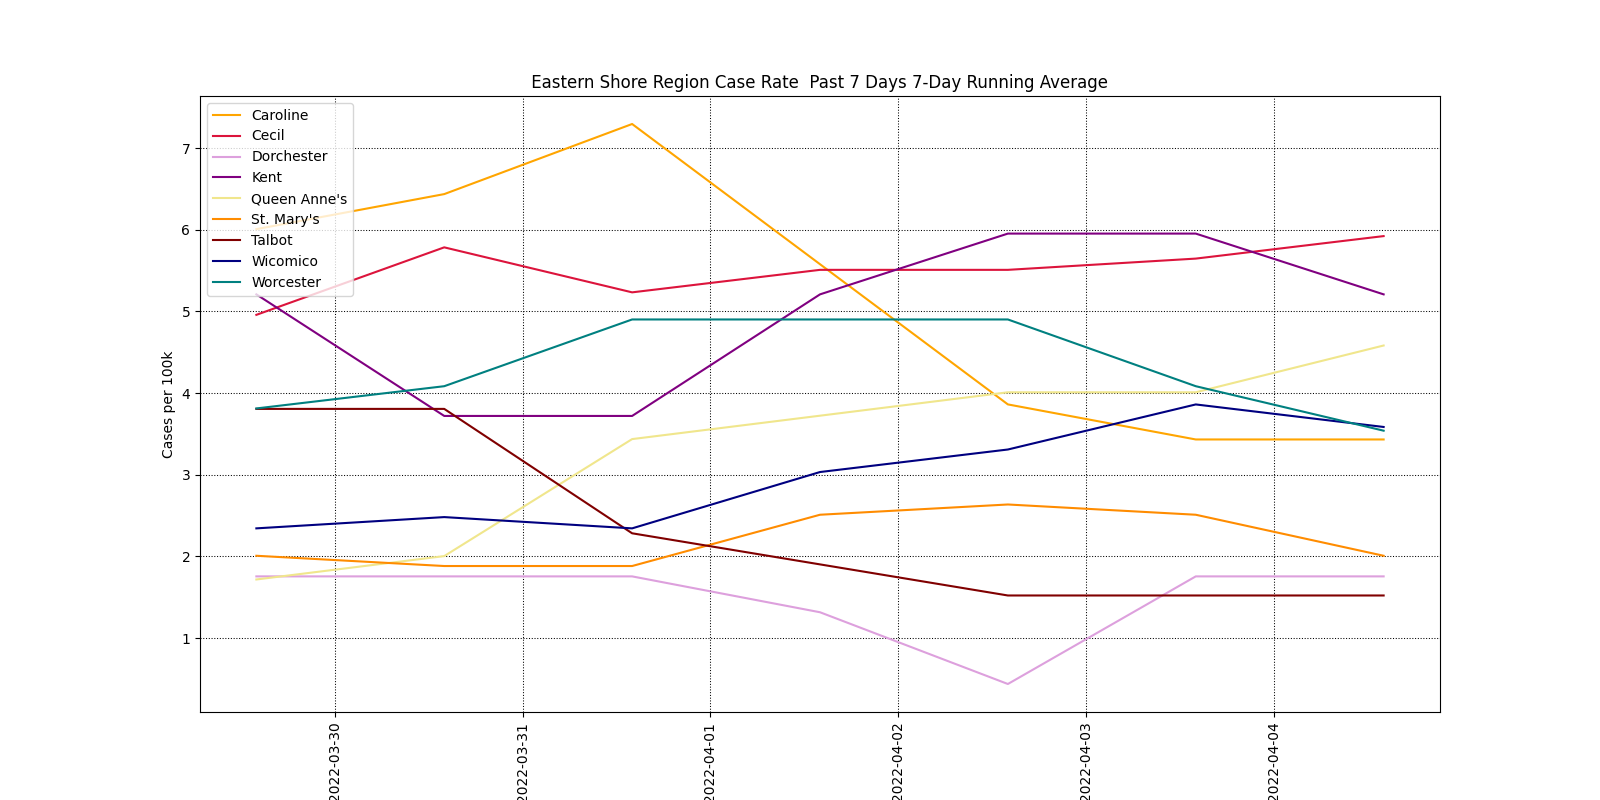 Eastern Shore Region Case Rate  Past 7 Days 7-Day Running Average
Caroline
Cecil
Dorchester
Kent
Queen Anne's
St. Mary's
Talbot
Wicomico
Worcester
Cases per 100k
7
6
5
4
3
2
1
2022-03-30
2022-03-31
2022-04-01
2022-04-02
2022-04-03
2022-04-04